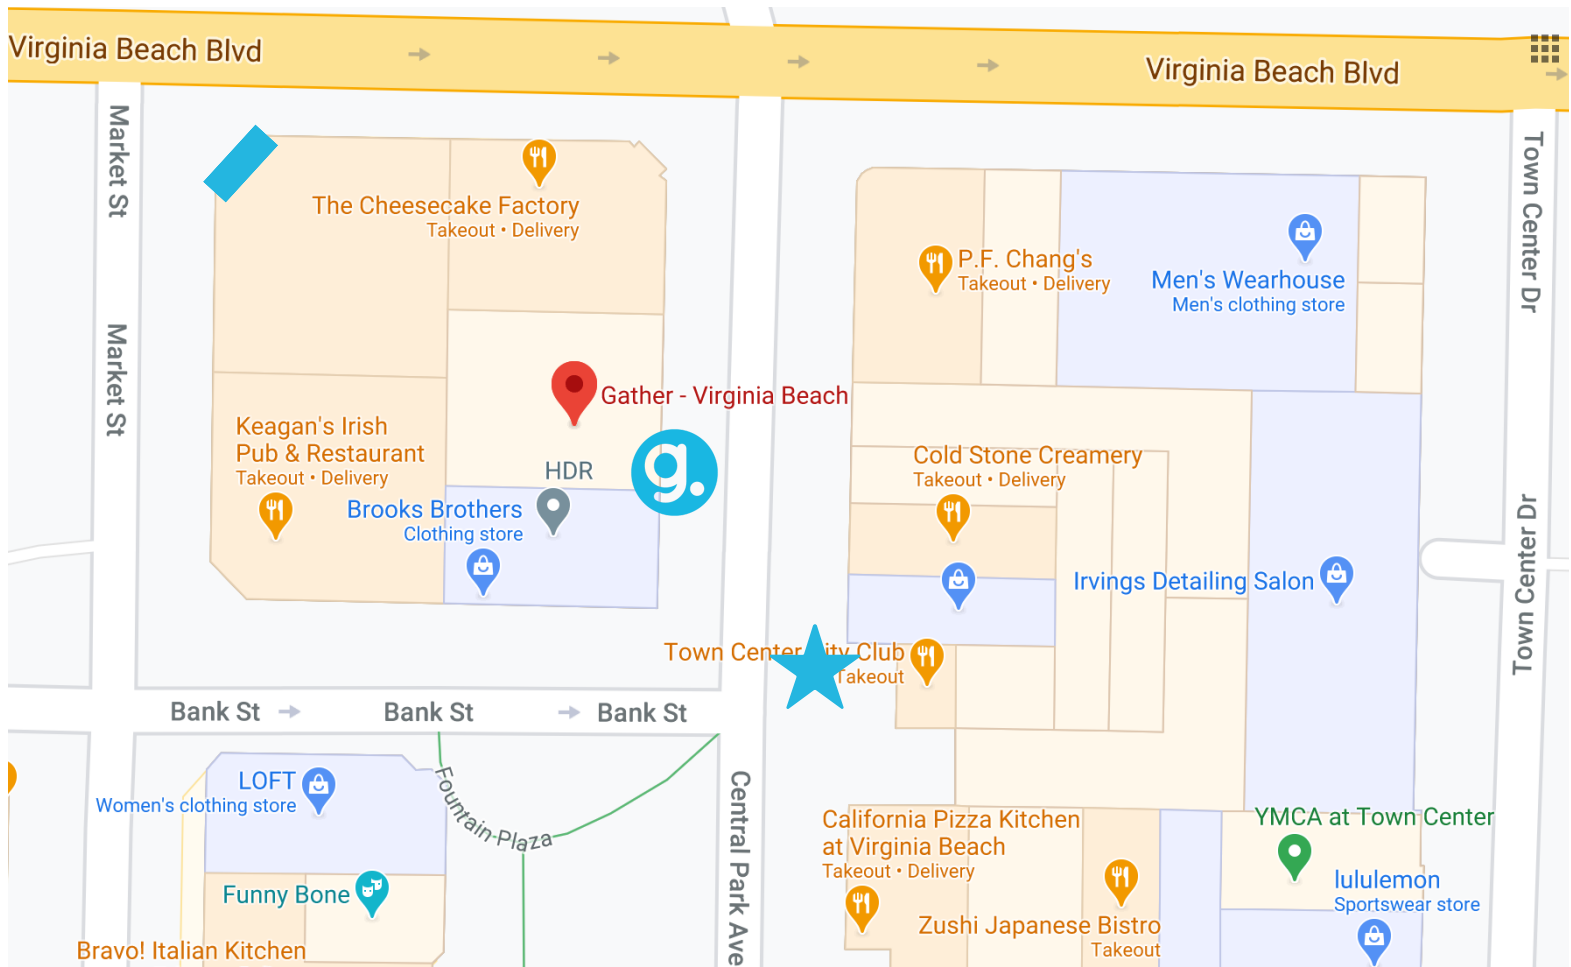 Virginia Beach Blvd
Virginia Beach Blvd
Market St
Market St
Town Center Dr
Town Center Dr
The Cheesecake Factory
Takeout • Delivery
P.F. Chang's
Takeout • Delivery
Men's Wearhouse
Men's clothing store
Gather - Virginia Beach
Keagan's Irish
Pub & Restaurant
Takeout • Delivery
HDR
g.
Brooks Brothers
Clothing store
Cold Stone Creamery
Takeout • Delivery
Irvings Detailing Salon
Town Center City Club
Takeout
Bank St
Bank St
Bank St
LOFT
Women's clothing store
Fountain Plaza
Central Park Ave
California Pizza Kitchen
at Virginia Beach
Takeout • Delivery
YMCA at Town Center
Funny Bone
lululemon
Sportswear store
Zushi Japanese Bistro
Takeout
Bravo! Italian Kitchen